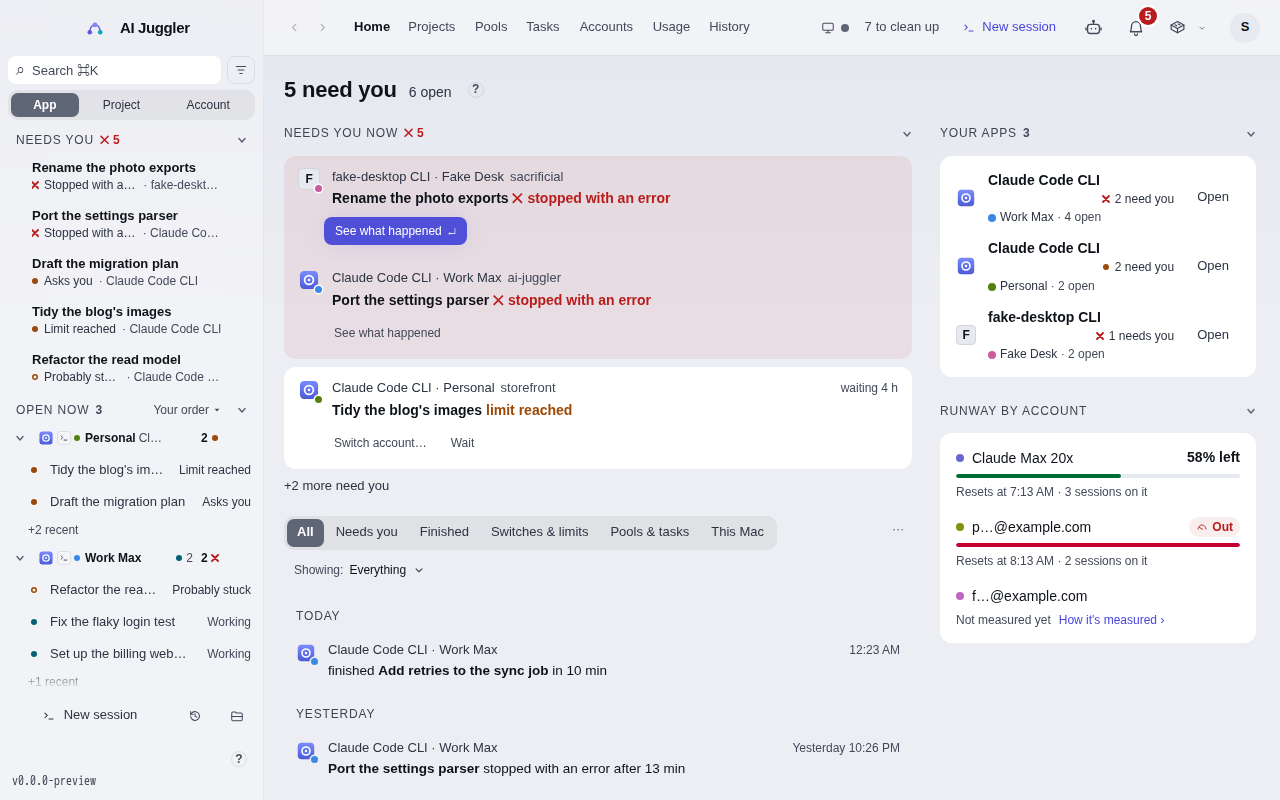 AI Juggler
Search ⌘K
App Project Account
NEEDS YOU 5
Rename the photo exports
Stopped with a… · fake-deskt…
Port the settings parser
Stopped with a… · Claude Co…
Draft the migration plan
Asks you · Claude Code CLI
Tidy the blog's images
Limit reached · Claude Code CLI
Refactor the read model
Probably st… · Claude Code …
OPEN NOW 3 Your order
Personal Cl… 2
Tidy the blog's im… Limit reached
Draft the migration plan Asks you
+2 recent
Work Max 2 2
Refactor the rea… Probably stuck
Fix the flaky login test Working
Set up the billing web… Working
+1 recent
New session
?
v0.0.0-preview
Home Projects Pools Tasks Accounts Usage History
7 to clean up
New session
5
S
5 need you 6 open ?
NEEDS YOU NOW 5
F
fake-desktop CLI · Fake Desk sacrificial
Rename the photo exports stopped with an error
See what happened
Claude Code CLI · Work Max ai-juggler
Port the settings parser stopped with an error
See what happened
Claude Code CLI · Personal storefront waiting 4 h
Tidy the blog's images limit reached
Switch account… Wait
+2 more need you
All Needs you Finished Switches & limits Pools & tasks This Mac …
Showing: Everything
TODAY
Claude Code CLI · Work Max 12:23 AM
finished Add retries to the sync job in 10 min
YESTERDAY
Claude Code CLI · Work Max Yesterday 10:26 PM
Port the settings parser stopped with an error after 13 min
YOUR APPS 3
Claude Code CLI
2 need you Open
Work Max · 4 open
Claude Code CLI
2 need you Open
Personal · 2 open
fake-desktop CLI
F 1 needs you Open
Fake Desk · 2 open
RUNWAY BY ACCOUNT
Claude Max 20x 58% left
Resets at 7:13 AM · 3 sessions on it
p…@example.com Out
Resets at 8:13 AM · 2 sessions on it
f…@example.com
Not measured yet How it's measured ›